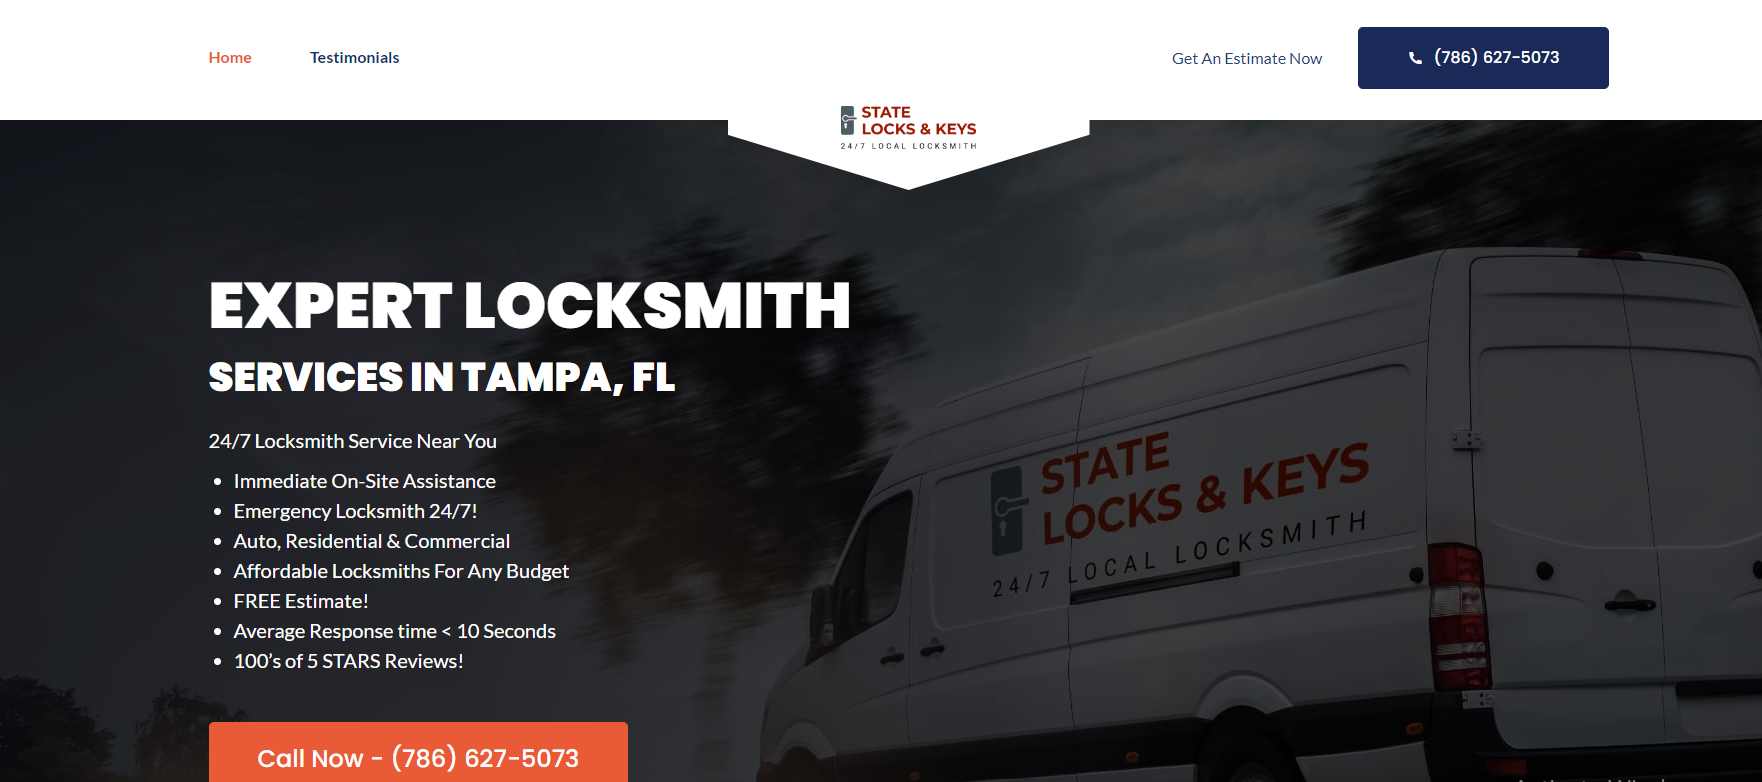 Home
Testimonials
Get An Estimate Now
(786) 627-5073
STATE
LOCKS & KEYS
24/7 LOCAL LOCKSMITH
EXPERT LOCKSMITH
SERVICES IN TAMPA, FL
24/7 Locksmith Service Near You
• Immediate On-Site Assistance
• Emergency Locksmith 24/7!
• Auto, Residential & Commercial
• Affordable Locksmiths For Any Budget
• FREE Estimate!
• Average Response time < 10 Seconds
• 100’s of 5 STARS Reviews!
Call Now - (786) 627-5073
STATE
LOCKS & KEYS
24/7 LOCAL LOCKSMITH